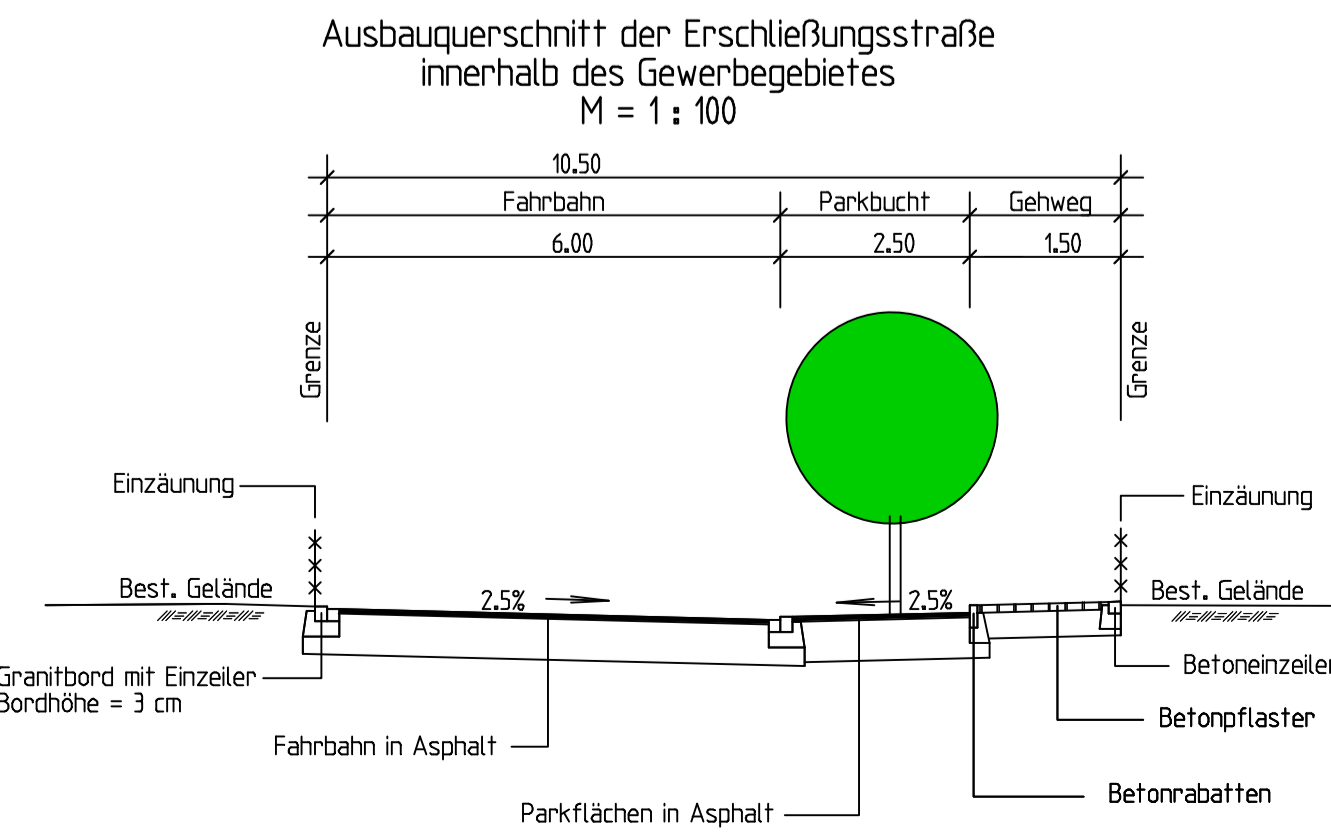 Ausbauquerschnitt der Erschließungsstraße
innerhalb des Gewerbegebietes
M = 1 : 100
10.50
Fahrbahn Parkbucht Gehweg
6.00 2.50 1.50
Grenze
Grenze
Einzäunung
Einzäunung
Best. Gelände
2.5%
2.5%
Best. Gelände
Granitbord mit Einzeiler
Bordhöhe = 3 cm
Betoneinzeiler
Betonpflaster
Fahrbahn in Asphalt
Betonrabatten
Parkflächen in Asphalt